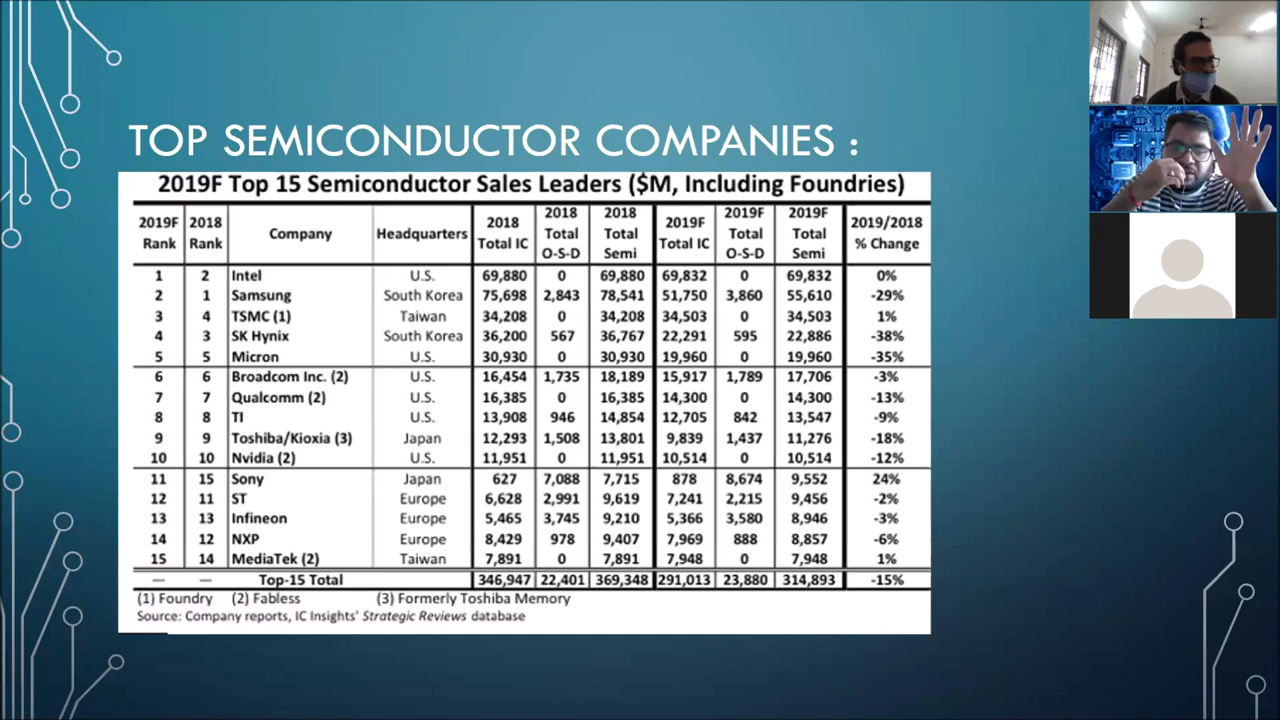 TOP SEMICONDUCTOR COMPANIES :
2019F Top 15 Semiconductor Sales Leaders ($M, Including Foundries)
2019F Rank 2018 Rank Company Headquarters 2018 Total IC 2018 Total O-S-D 2018 Total Semi 2019F Total IC 2019F Total O-S-D 2019F Total Semi 2019/2018 % Change
1 2 Intel U.S. 69,880 0 69,880 69,832 0 69,832 0%
2 1 Samsung South Korea 75,698 2,843 78,541 51,750 3,860 55,610 -29%
3 4 TSMC (1) Taiwan 34,208 0 34,208 34,503 0 34,503 1%
4 3 SK Hynix South Korea 36,200 567 36,767 22,291 595 22,886 -38%
5 5 Micron U.S. 30,930 0 30,930 19,960 0 19,960 -35%
6 6 Broadcom Inc. (2) U.S. 16,454 1,735 18,189 15,917 1,789 17,706 -3%
7 7 Qualcomm (2) U.S. 16,385 0 16,385 14,300 0 14,300 -13%
8 8 TI U.S. 13,908 946 14,854 12,705 842 13,547 -9%
9 9 Toshiba/Kioxia (3) Japan 12,293 1,508 13,801 9,839 1,437 11,276 -18%
10 10 Nvidia (2) U.S. 11,951 0 11,951 10,514 0 10,514 -12%
11 15 Sony Japan 627 7,088 7,715 878 8,674 9,552 24%
12 11 ST Europe 6,628 2,991 9,619 7,241 2,215 9,456 -2%
13 13 Infineon Europe 5,465 3,745 9,210 5,366 3,580 8,946 -3%
14 12 NXP Europe 8,429 978 9,407 7,969 888 8,857 -6%
15 14 MediaTek (2) Taiwan 7,891 0 7,891 7,948 0 7,948 1%
— — Top-15 Total 346,947 22,401 369,348 291,013 23,880 314,893 -15%
(1) Foundry (2) Fabless (3) Formerly Toshiba Memory
Source: Company reports, IC Insights' Strategic Reviews database